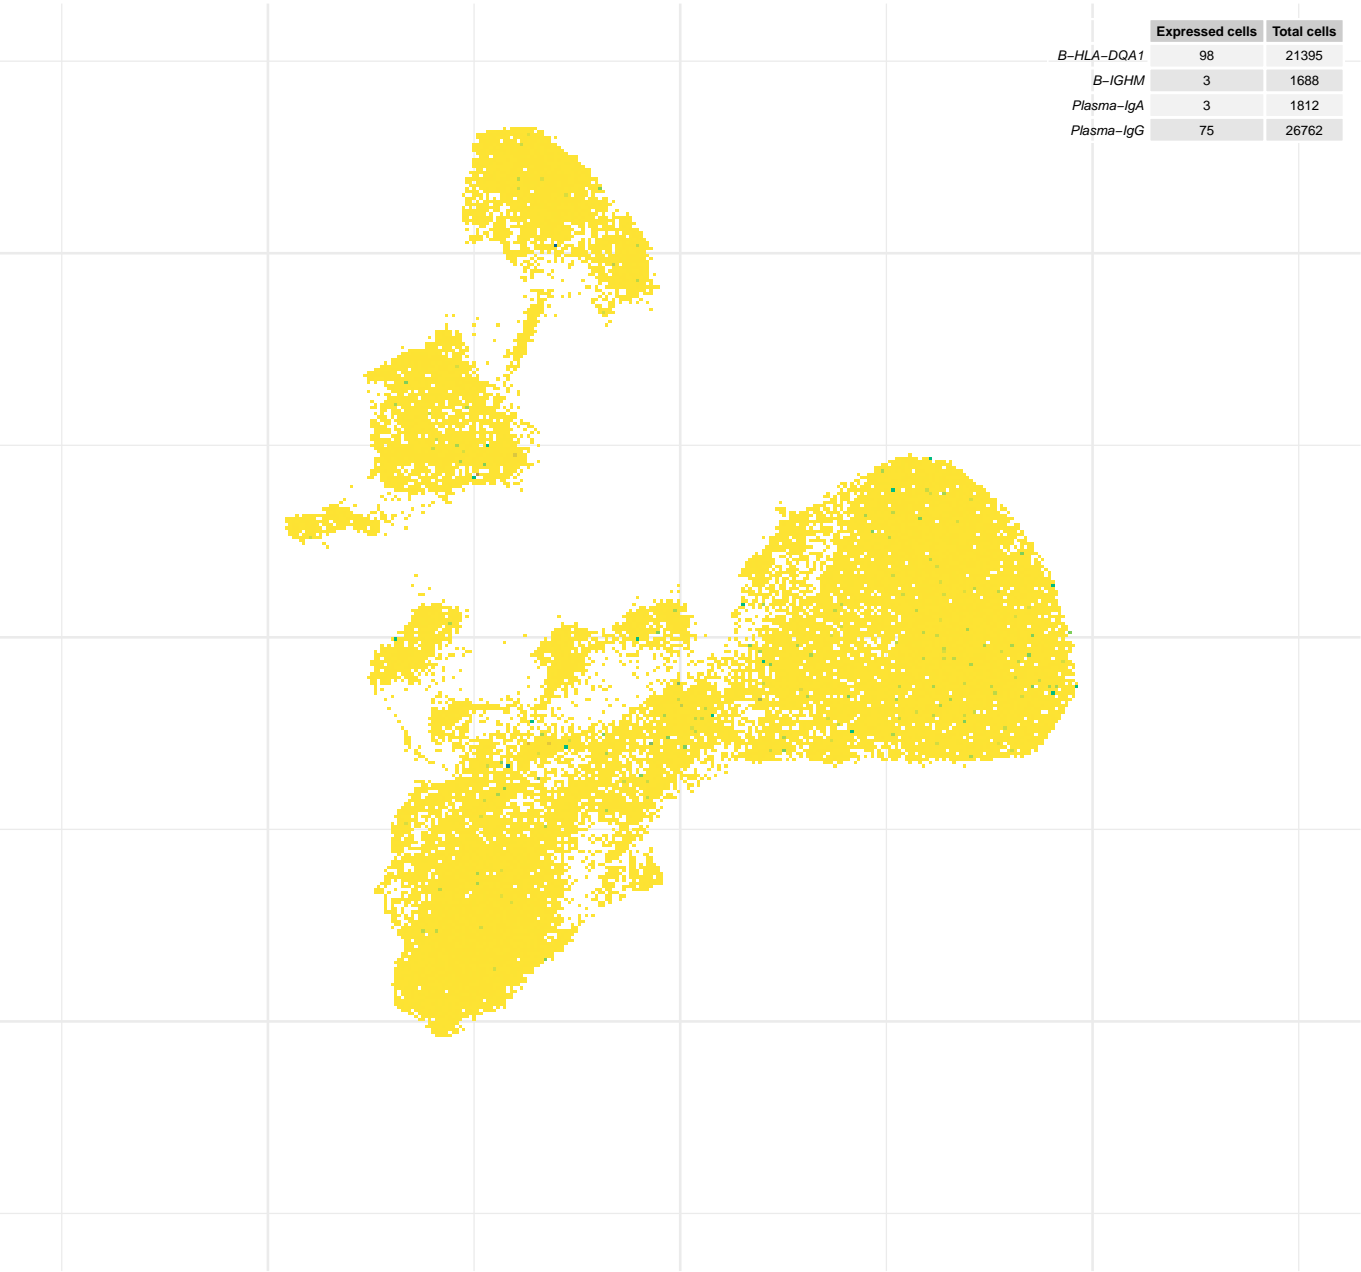 Expressed cells Total cells
B−HLA−DQA1 98 21395
B−IGHM 3 1688
Plasma−IgA 3 1812
Plasma−IgG 75 26762